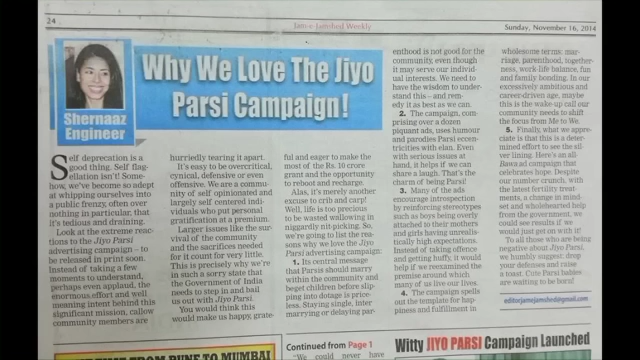 24
Jam-e-Jamshed Weekly
Sunday, November 16, 2014
Shernaaz
Engineer
Why We Love The Jiyo
Parsi Campaign!
Self deprecation is a
good thing. Self flag-
ellation isn't! Some-
how, we've become so adept
at whipping ourselves into
a public frenzy, often over
nothing in particular, that
it's tedious and draining.
Look at the extreme reac-
tions to the Jiyo Parsi
advertising campaign – to
be released in print soon.
Instead of taking a few
moments to understand,
perhaps even applaud, the
enormous effort and well
meaning intent behind this
significant mission, callow
community members are
hurriedly tearing it apart.
It's easy to be overcritical,
cynical, defensive or even
offensive. We are a commu-
nity of self opinionated and
largely self centred indi-
viduals who put personal
gratification at a premium.
Larger issues like the sur-
vival of the community
and the sacrifices needed
for it count for very little.
This is precisely why we're
in such a sorry state that
the Government of India
needs to step in and bail
us out with Jiyo Parsi.
You would think this
would make us happy, grate-
ful and eager to make the
most of the Rs. 10 crore
grant and the opportunity
to reboot and recharge.
Alas, it's merely another
excuse to crib and carp!
Well, life is too precious
to be wasted wallowing in
niggardly nit-picking. So,
we're going to list the rea-
sons why we love the Jiyo
Parsi advertising campaign:
1. Its central message
that Parsis should marry
within the community and
beget children before slip-
ping into dotage is price-
less. Staying single, inter
marrying or delaying par-
enthood is not good for the
community, even though
it may serve our individ-
ual interests. We need to
have the wisdom to under-
stand this – and rem-
edy it as best as we can.
2. The campaign, com-
prising over a dozen
piquant ads, uses humour
and parodies Parsi eccen-
tricities with elan. Even
with serious issues at
hand, it helps if we can
share a laugh. That's the
charm of being Parsi!
3. Many of the ads
encourage introspection
by reinforcing stereotypes
such as boys being overly
attached to their mothers
and girls having unrealis-
tically high expectations.
Instead of taking offence
and getting huffy, it would
help if we reexamined the
premise around which
many of us live our lives.
4. The campaign spells
out the template for hap-
piness and fulfillment in
wholesome terms: mar-
riage, parenthood, together-
ness, work-life balance, fun
and family bonding. In our
excessively ambitious and
career-driven age, maybe
this is the wake-up call our
community needs to shift
the focus from Me to We.
5. Finally, what we appre-
ciate is that this is a deter-
mined effort to see the sil-
ver lining. Here's an all-
Bawa ad campaign that
celebrates hope. Despite
our number crunch, with
the latest fertility treat-
ments, a change in mind-
set and wholehearted help
from the government, we
could see results if we
would just get on with it!
To all those who are being
negative about Jiyo Parsi,
we humbly suggest: drop
your defenses and raise
a toast. Cute Parsi babies
are waiting to be born!
editorjamejamshed@gmail.com
FROM PUNE TO MUMBAI
Continued from Page 1
"We could never have
Witty JIYO PARSI Campaign Launched